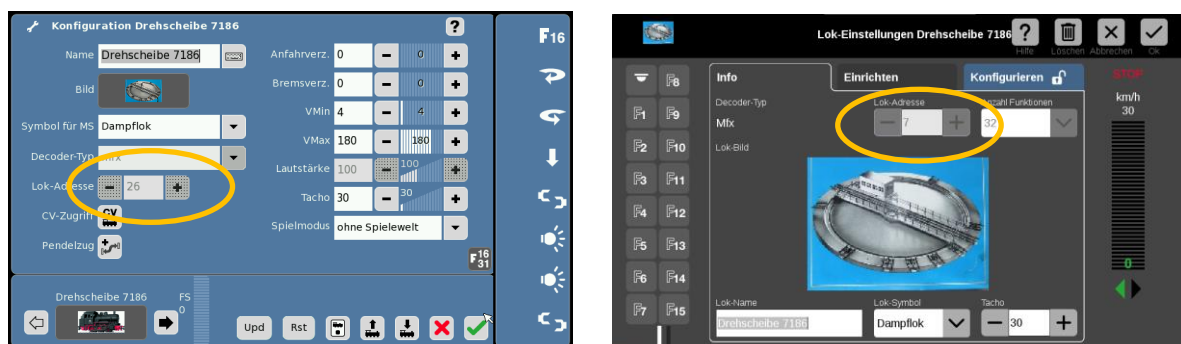 Konfiguration Drehscheibe 7186 ?
Name Drehscheibe 7186
Bild
Symbol für MS Dampflok
Decoder-Typ mfx
Lok-Adresse - 26 +
CV-Zugriff CV
Pendelzug
Anfahrverz. 0 - 0 +
Bremsverz. 0 - 0 +
VMin 4 - 4 +
VMax 180 - 180 +
Lautstärke 100 - 100 +
Tacho 30 - 30 +
Spielmodus ohne Spielewelt
F16
31
F16
Drehscheibe 7186 FS
0
Upd Rst
Lok-Einstellungen Drehscheibe 7186
? Hilfe
Löschen
Abbrechen
Ok
F8
F1 F9
F2 F10
F3 F11
F4 F12
F5 F13
F6 F14
F7 F15
Info Einrichten Konfigurieren
Decoder-Typ Lok-Adresse Anzahl Funktionen
Mfx - 7 + 32
Lok-Bild
Lok-Name Lok-Symbol Tacho
Drehscheibe 7186 Dampflok - 30 +
STOP
km/h
30
0